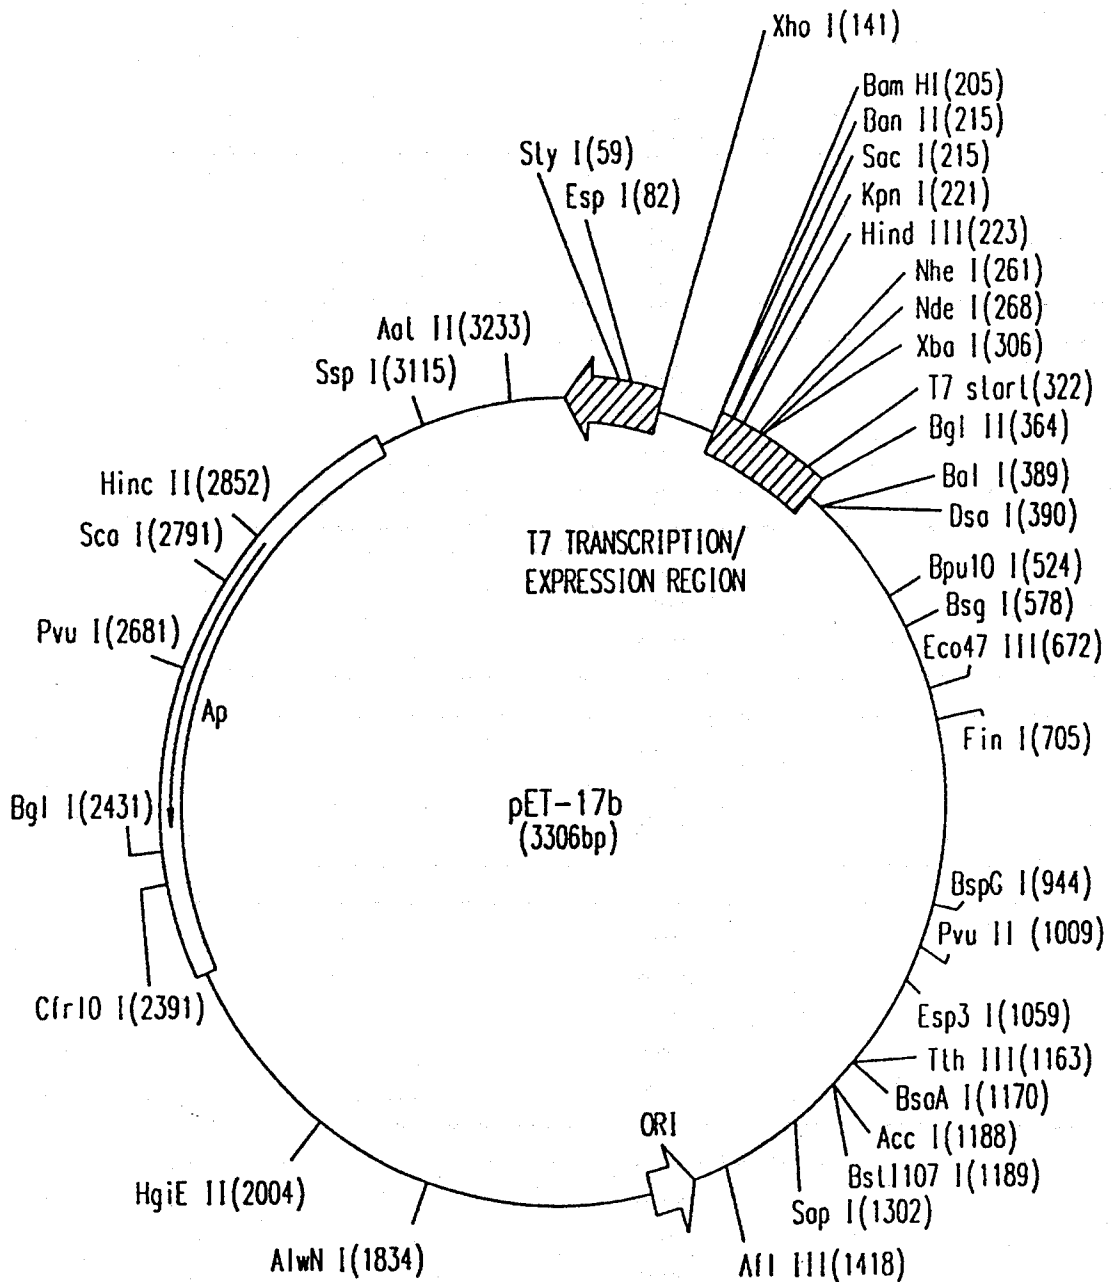 Xho I(141)
Bam HI(205)
Ban II(215)
Sac I(215)
Kpn I(221)
Hind III(223)
Nhe I(261)
Nde I(268)
Xba I(306)
T7 start(322)
Bgl II(364)
Bal I(389)
Dsa I(390)
Bpu10 I(524)
Bsg I(578)
Eco47 III(672)
Fin I(705)
BspG I(944)
Pvu II (1009)
Esp3 I(1059)
Tth III(1163)
BsaA I(1170)
Acc I(1188)
Bst1107 I(1189)
Sap I(1302)
Afl III(1418)
ORI
AlwN I(1834)
HgiE II(2004)
Cfr10 I(2391)
Bgl I(2431)
Ap
Pvu I(2681)
Sca I(2791)
Hinc II(2852)
Ssp I(3115)
Aat II(3233)
Sty I(59)
Esp I(82)
T7 TRANSCRIPTION/
EXPRESSION REGION
pET-17b
(3306bp)